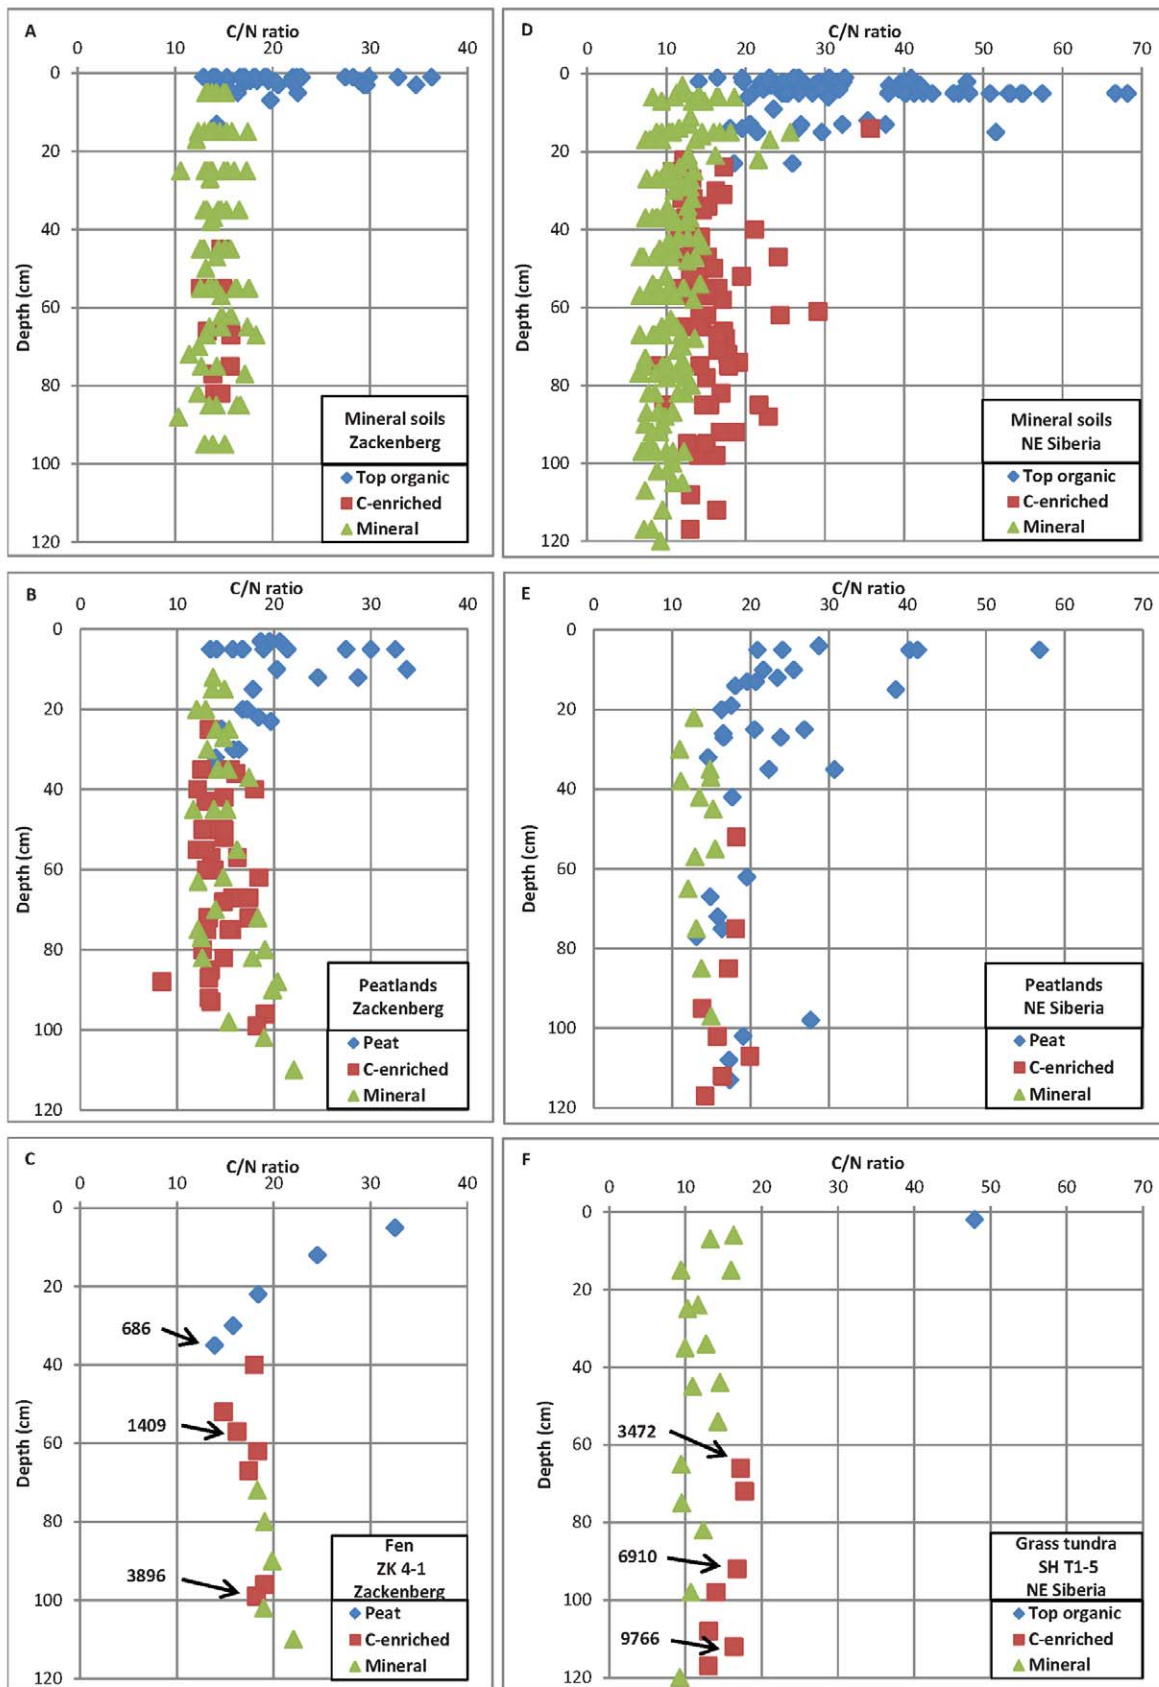 A
C/N ratio
0 10 20 30 40
0
20
40
60
80
100
120
Depth (cm)
Mineral soils
Zackenberg
Top organic
C-enriched
Mineral
D
C/N ratio
0 10 20 30 40 50 60 70
0
20
40
60
80
100
120
Depth (cm)
Mineral soils
NE Siberia
Top organic
C-enriched
Mineral
B
C/N ratio
0 10 20 30 40
0
20
40
60
80
100
120
Depth (cm)
Peatlands
Zackenberg
Peat
C-enriched
Mineral
E
C/N ratio
0 10 20 30 40 50 60 70
0
20
40
60
80
100
120
Depth (cm)
Peatlands
NE Siberia
Peat
C-enriched
Mineral
C
C/N ratio
0 10 20 30 40
0
20
40
60
80
100
120
Depth (cm)
686
1409
3896
Fen
ZK 4-1
Zackenberg
Peat
C-enriched
Mineral
F
C/N ratio
0 10 20 30 40 50 60 70
0
20
40
60
80
100
120
Depth (cm)
3472
6910
9766
Grass tundra
SH T1-5
NE Siberia
Top organic
C-enriched
Mineral